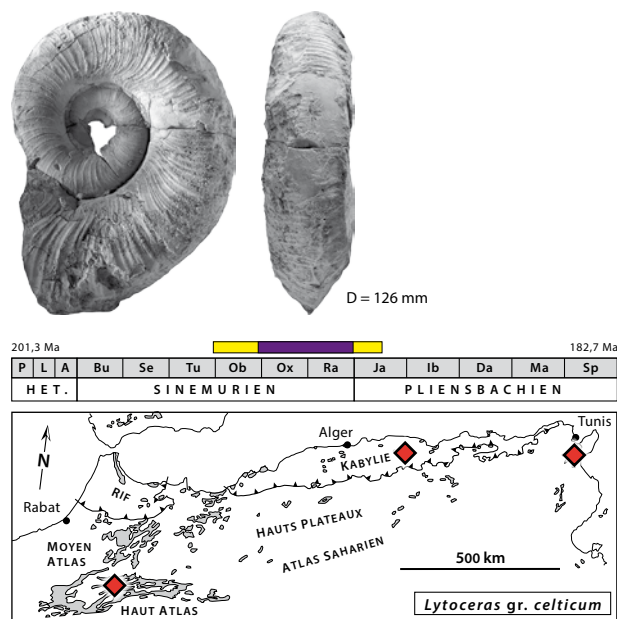 D = 126 mm
201,3 Ma 182,7 Ma
P L A Bu Se Tu Ob Ox Ra Ja Ib Da Ma Sp
HET. SINEMURIEN PLIENSBACHIEN
Tunis
Alger
KABYLIE
N
RIF
Rabat
HAUTS PLATEAUX
MOYEN
ATLAS
ATLAS SAHARIEN
500 km
HAUT ATLAS
Lytoceras gr. celticum